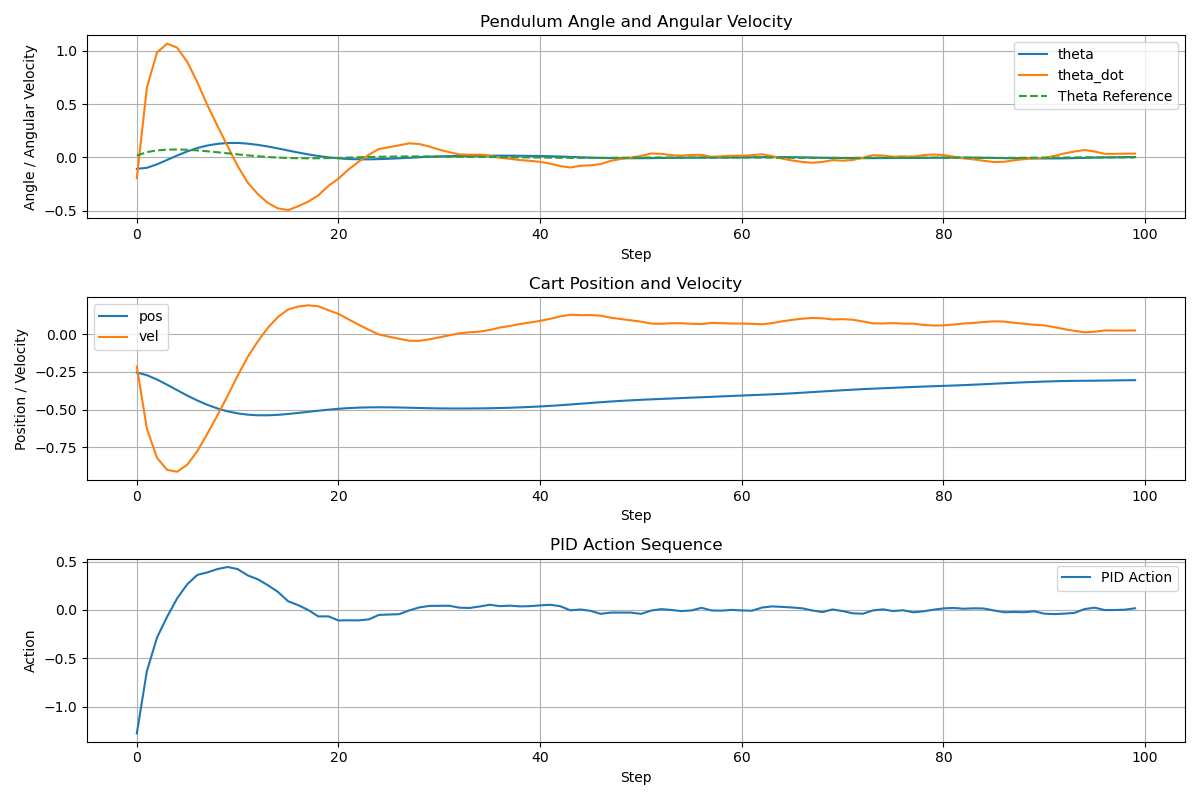 Pendulum Angle and Angular Velocity
Angle / Angular Velocity
1.0
0.5
0.0
−0.5
theta
theta_dot
Theta Reference
0 20 40 60 80 100
Step
Cart Position and Velocity
Position / Velocity
0.00
−0.25
−0.50
−0.75
pos
vel
0 20 40 60 80 100
Step
PID Action Sequence
Action
0.5
0.0
−0.5
−1.0
PID Action
0 20 40 60 80 100
Step